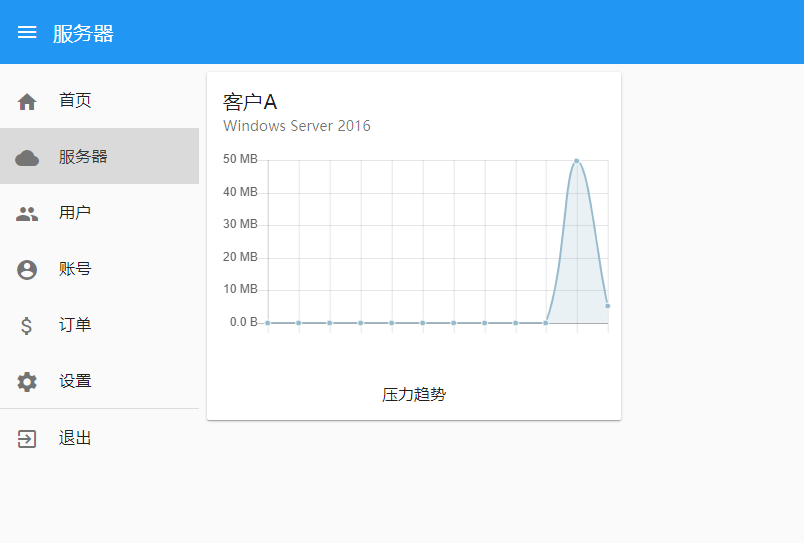 服务器
首页
服务器
用户
账号
订单
设置
退出
客户A
Windows Server 2016
50 MB
40 MB
30 MB
20 MB
10 MB
0.0 B
压力趋势